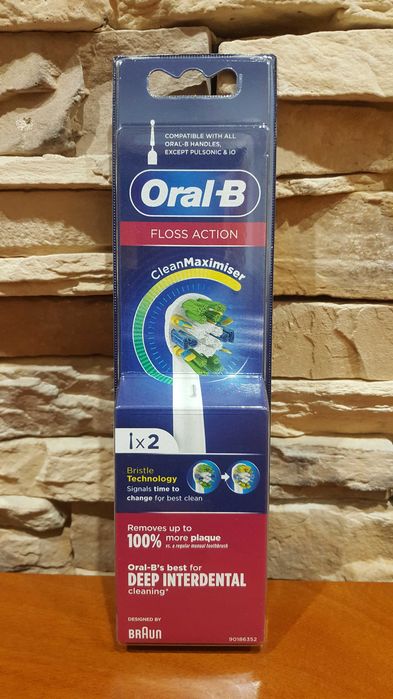 COMPATIBLE WITH ALL
ORAL-B HANDLES,
EXCEPT PULSONIC & iO
Oral-B
FLOSS ACTION
CleanMaximiser
x2
Bristle
Technology
Signals time to
change for best clean
Removes up to
100% more plaque
vs. a regular manual toothbrush
Oral-B's best for
DEEP INTERDENTAL
cleaning*
DESIGNED BY
BRAUN
90186352